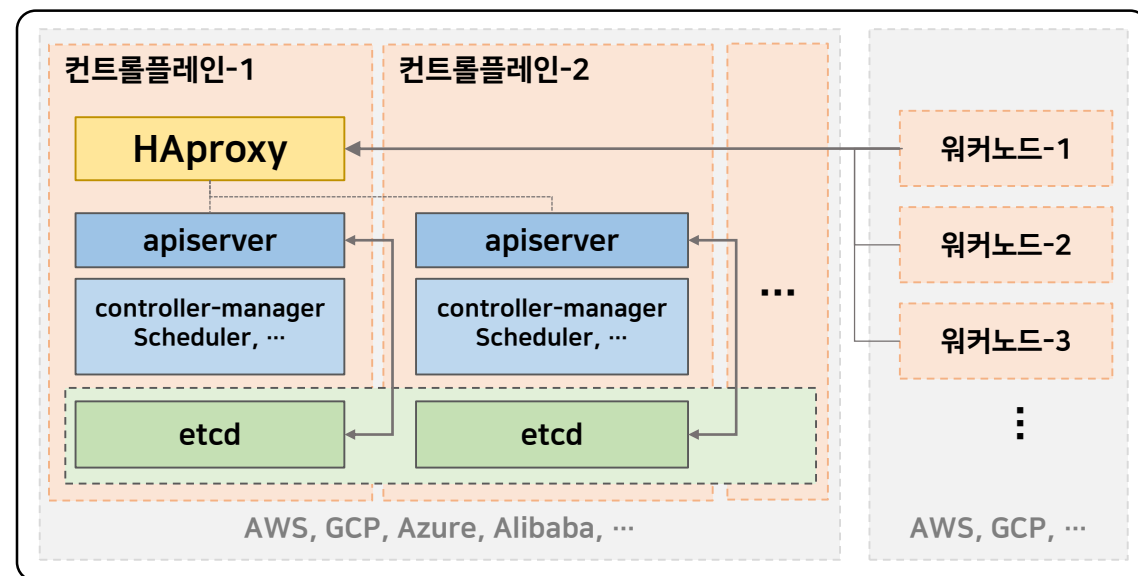 컨트롤플레인-1
컨트롤플레인-2
HAproxy
워커노드-1
apiserver
apiserver
워커노드-2
...
controller-manager
Scheduler, …
controller-manager
Scheduler, …
워커노드-3
etcd
etcd
...
AWS, GCP, Azure, Alibaba, …
AWS, GCP, …